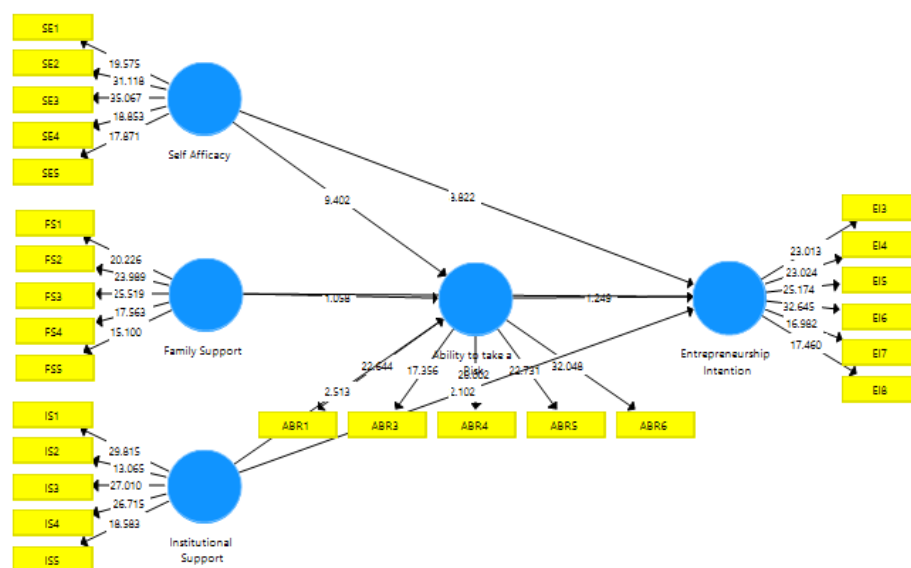 SE1
19.575
SE2
31.118
SE3
35.067
SE4
18.853
SE5
17.871
Self Afficacy
9.402
3.822
FS1
20.226
FS2
23.989
FS3
25.519
FS4
17.563
FS5
15.100
Family Support
1.058
1.249
Ability to take a
Risk
22.644
17.356
22.731
32.048
2.513
2.102
ABR1
ABR3
ABR4
ABR5
ABR6
EI3
23.013
EI4
23.024
EI5
25.174
EI6
32.645
EI7
16.982
EI8
17.460
Entrepreneurship
Intention
IS1
29.815
IS2
13.065
IS3
27.010
IS4
26.715
IS5
18.583
Institutional
Support